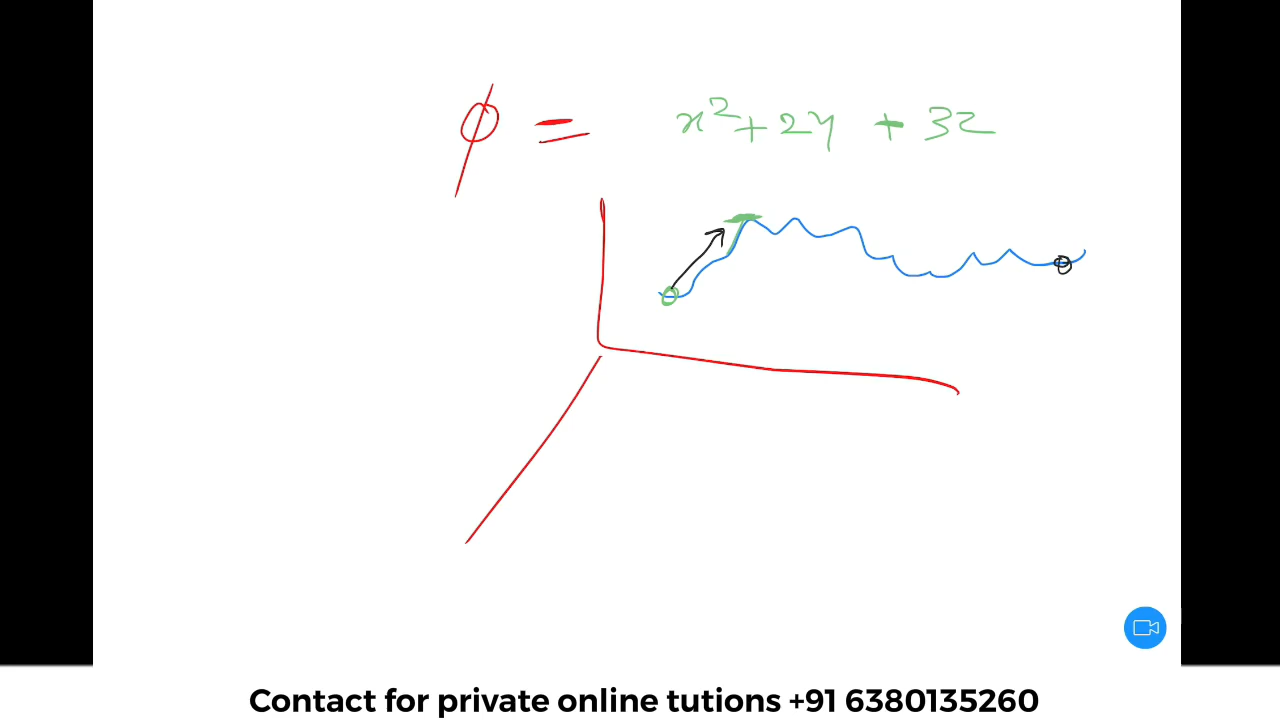 ϕ = x² + 2y + 3z
Contact for private online tutions +91 6380135260